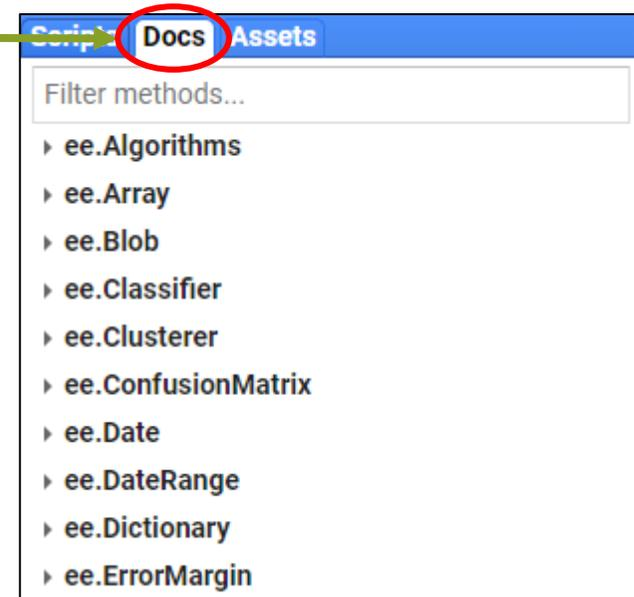 Scripts Docs Assets
Filter methods...
ee.Algorithms
ee.Array
ee.Blob
ee.Classifier
ee.Clusterer
ee.ConfusionMatrix
ee.Date
ee.DateRange
ee.Dictionary
ee.ErrorMargin